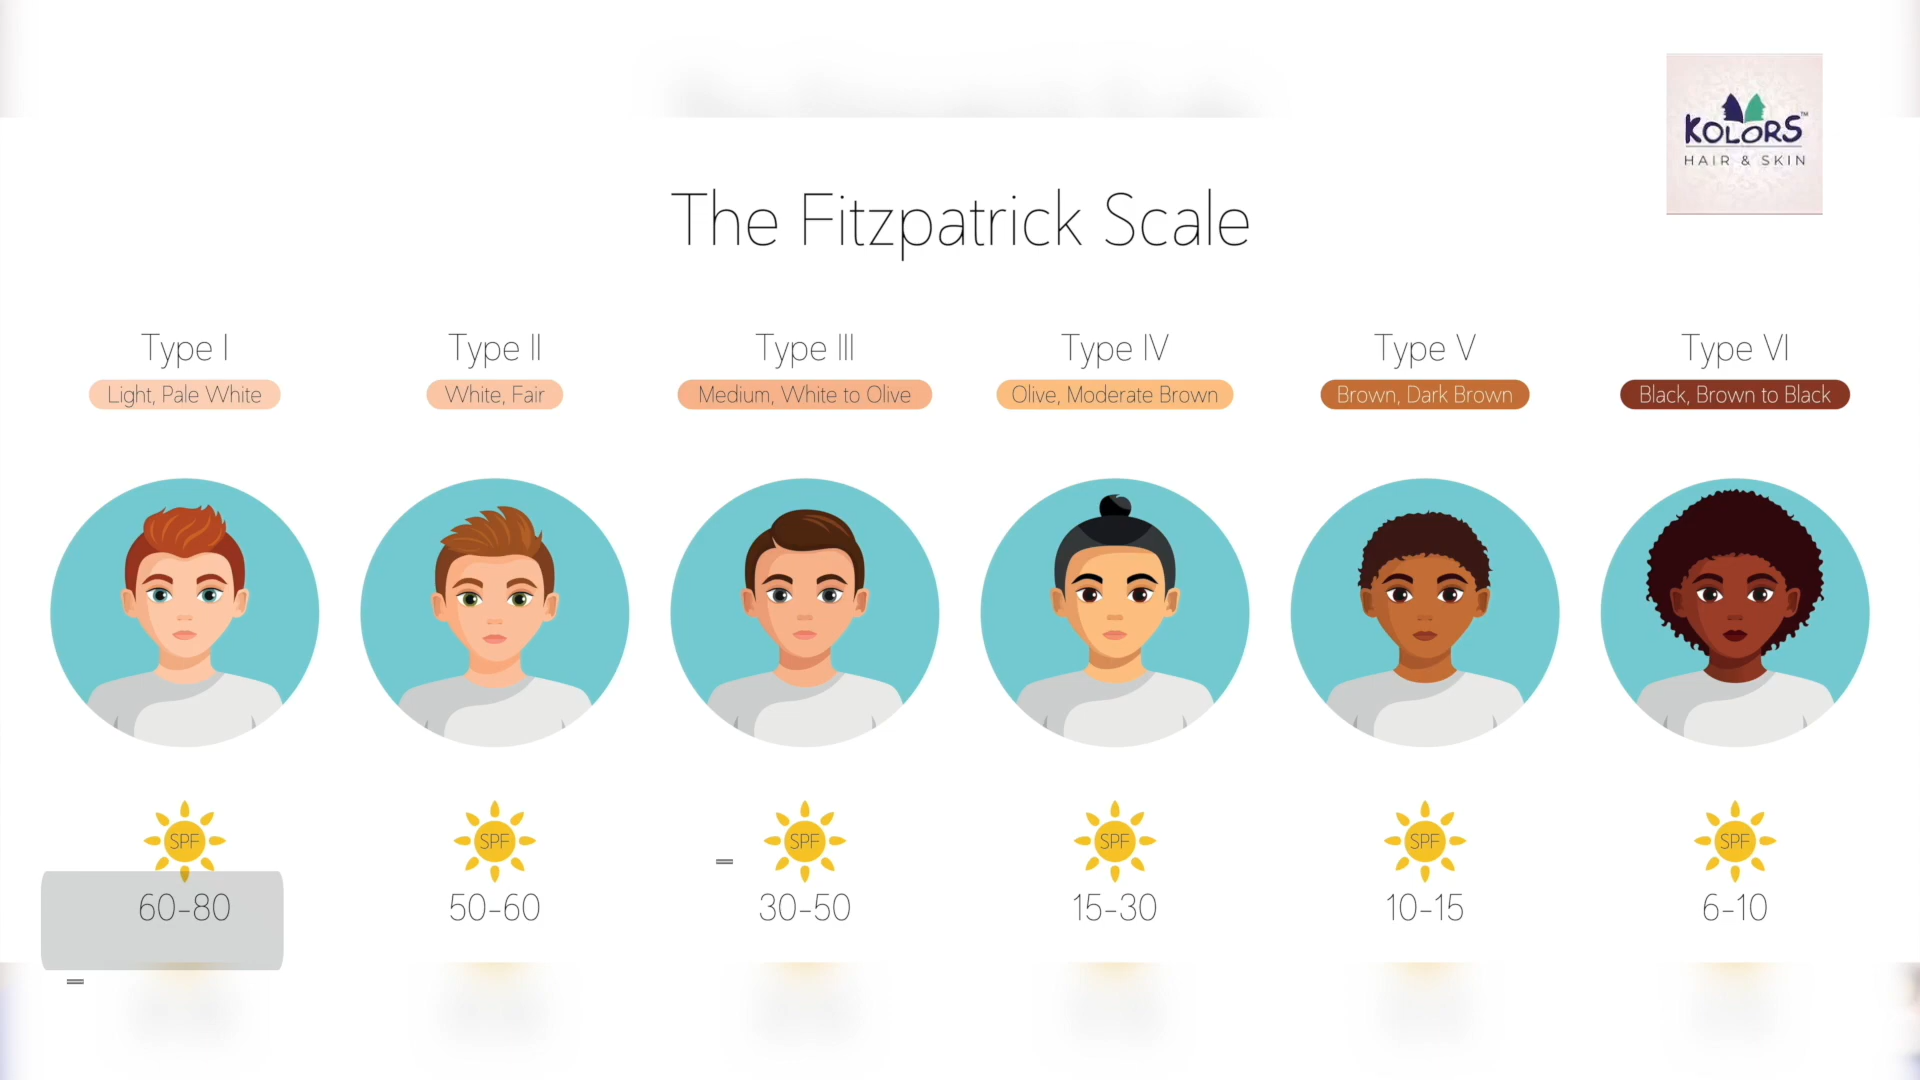 KOLORS™
HAIR & SKIN
The Fitzpatrick Scale
Type I
Type II
Type III
Type IV
Type V
Type VI
Light, Pale White
White, Fair
Medium, White to Olive
Olive, Moderate Brown
Brown, Dark Brown
Black, Brown to Black
SPF
SPF
SPF
SPF
SPF
SPF
60-80
50-60
30-50
15-30
10-15
6-10